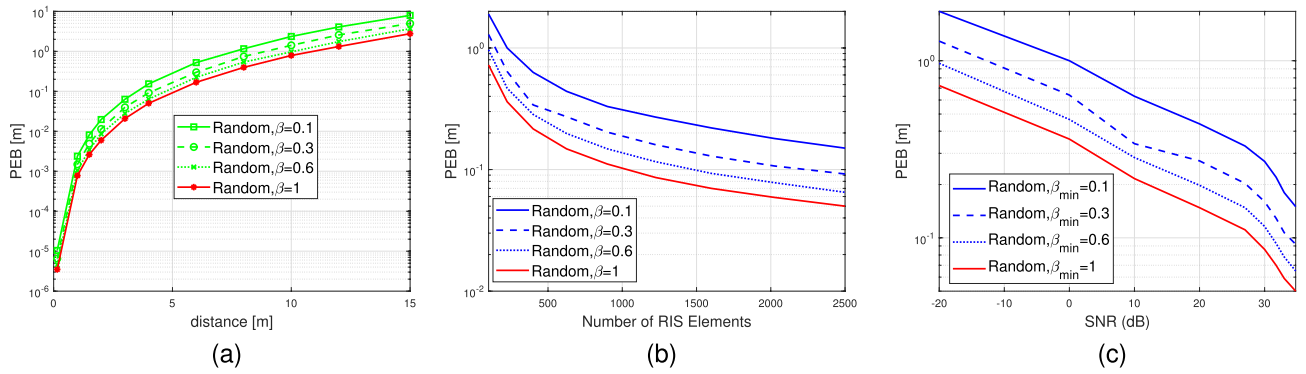 PEB [m]
10^1
10^0
10^-1
10^-2
10^-3
10^-4
10^-5
10^-6
Random,β=0.1
Random,β=0.3
Random,β=0.6
Random,β=1
0 5 10 15
distance [m]
(a)
PEB [m]
10^0
10^-1
10^-2
Random,β=0.1
Random,β=0.3
Random,β=0.6
Random,β=1
500 1000 1500 2000 2500
Number of RIS Elements
(b)
PEB [m]
10^0
10^-1
Random,β_min=0.1
Random,β_min=0.3
Random,β_min=0.6
Random,β_min=1
-20 -10 0 10 20 30
SNR (dB)
(c)